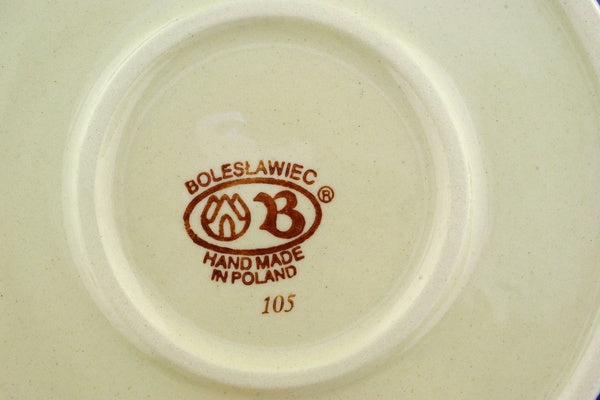 BOLESŁAWIEC
B ®
HAND MADE
IN POLAND
105